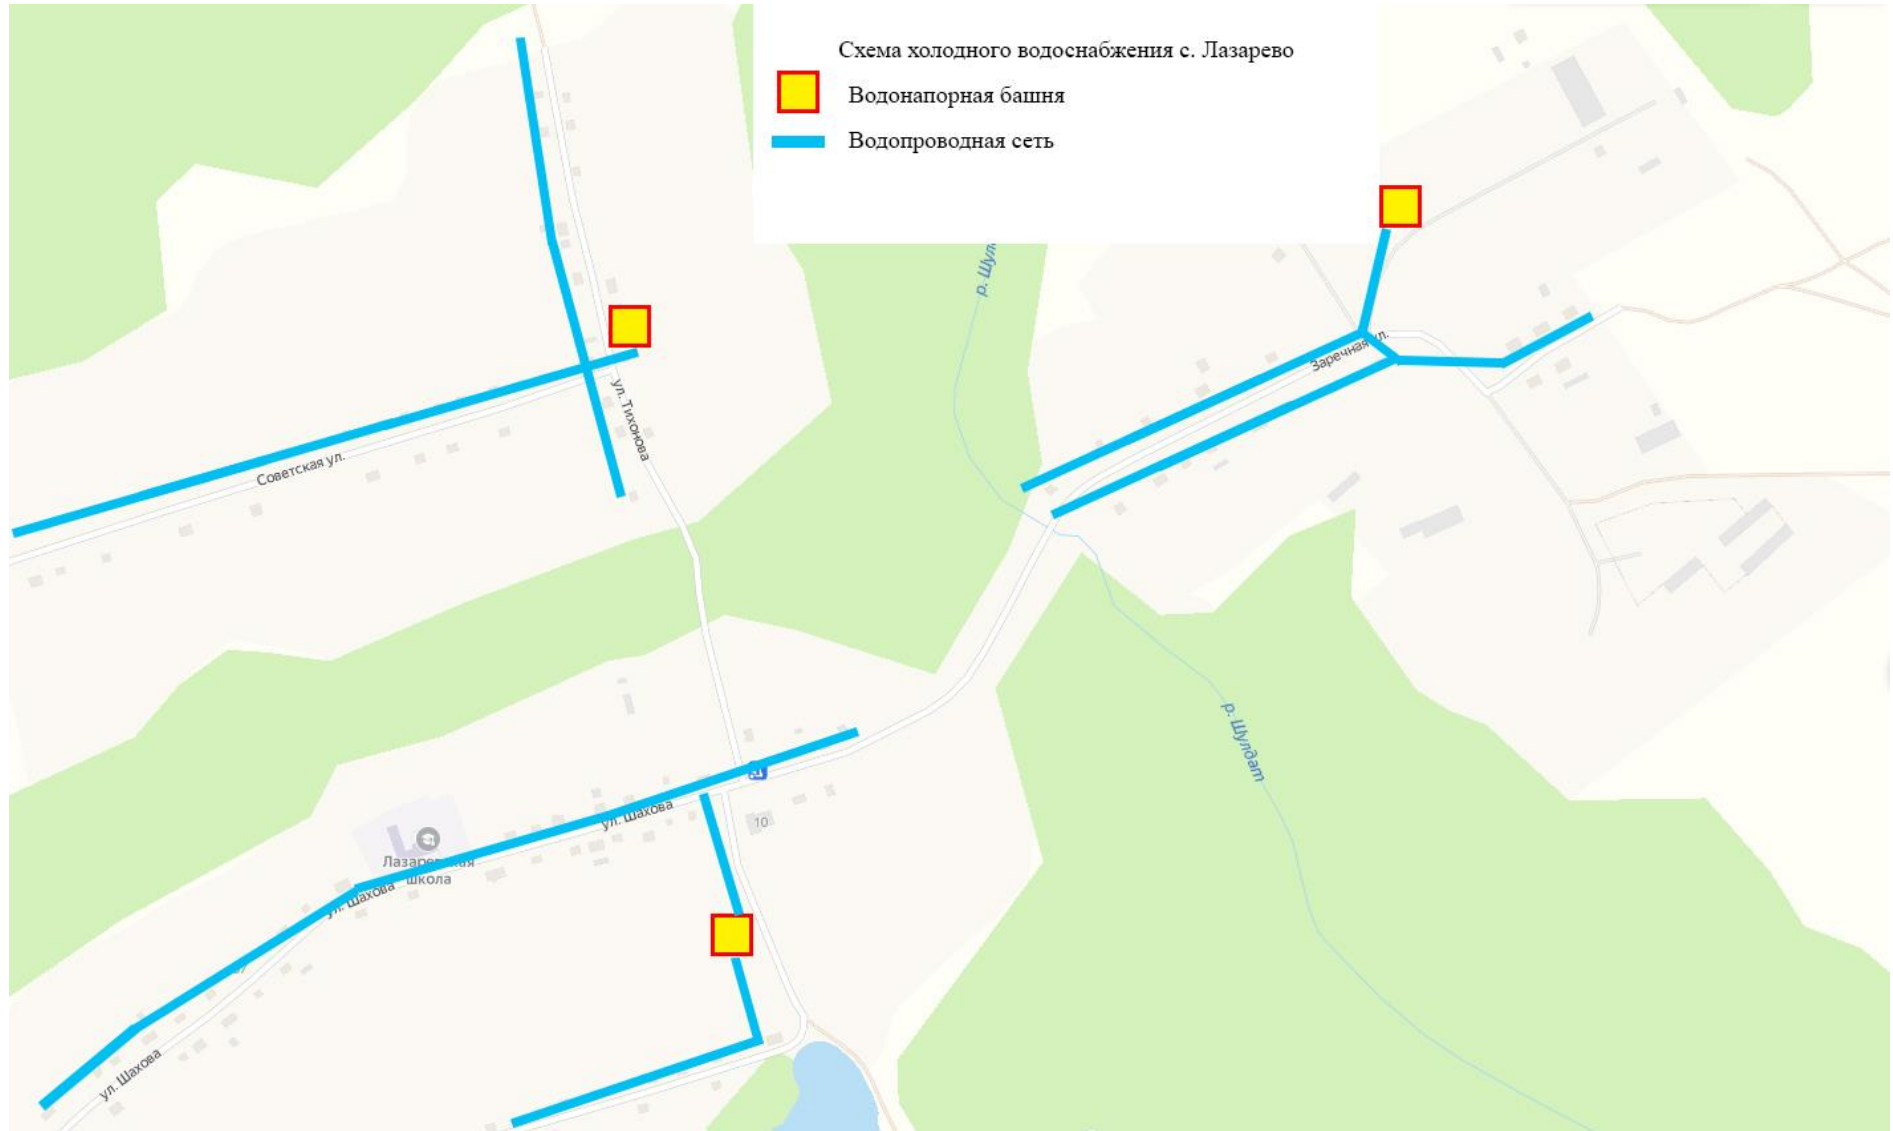 Схема холодного водоснабжения с. Лазарево
Водонапорная башня
Водопроводная сеть
р. Шул
Заречная ул.
ул. Тихонова
Советская ул.
р. Шулдат
ул. Шахова
10
Лазаревская
школа
ул. Шахова
ул. Шахова